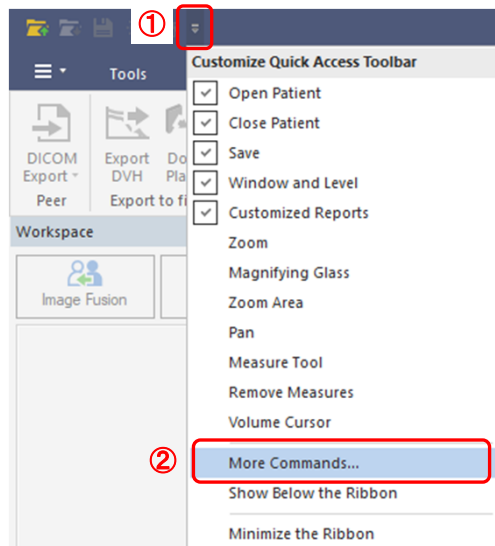 ①
Tools
Customize Quick Access Toolbar
Open Patient
Close Patient
Save
Window and Level
Customized Reports
Zoom
Magnifying Glass
Zoom Area
Pan
Measure Tool
Remove Measures
Volume Cursor
②
More Commands...
Show Below the Ribbon
Minimize the Ribbon
DICOM
Export
Export
DVH
Peer
Export to
Workspace
Image Fusion